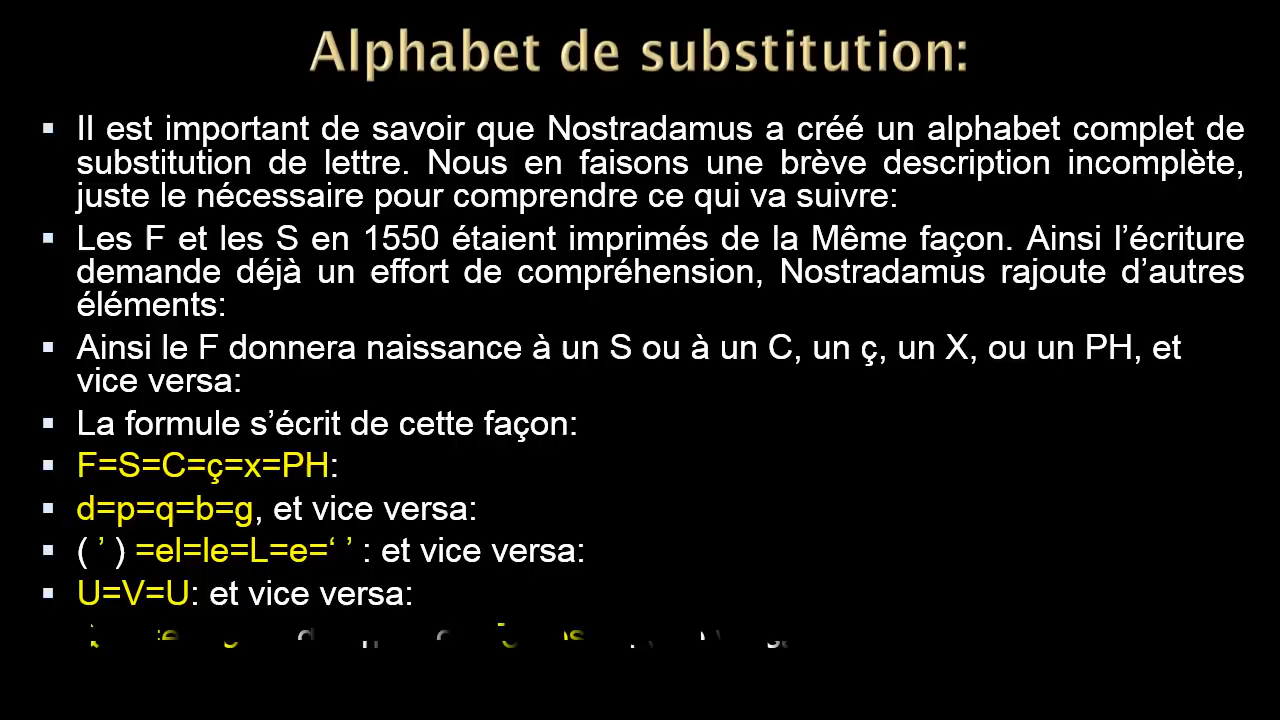 Alphabet de substitution:
▪ Il est important de savoir que Nostradamus a créé un alphabet complet de
substitution de lettre. Nous en faisons une brève description incomplète,
juste le nécessaire pour comprendre ce qui va suivre:
▪ Les F et les S en 1550 étaient imprimés de la Même façon. Ainsi l’écriture
demande déjà un effort de compréhension, Nostradamus rajoute d’autres
éléments:
▪ Ainsi le F donnera naissance à un S ou à un C, un ç, un X, ou un PH, et
vice versa:
▪ La formule s’écrit de cette façon:
▪ F=S=C=ç=x=PH:
▪ d=p=q=b=g, et vice versa:
▪ ( ’ ) =el=le=L=e=‘ ’ : et vice versa:
▪ U=V=U: et vice versa: